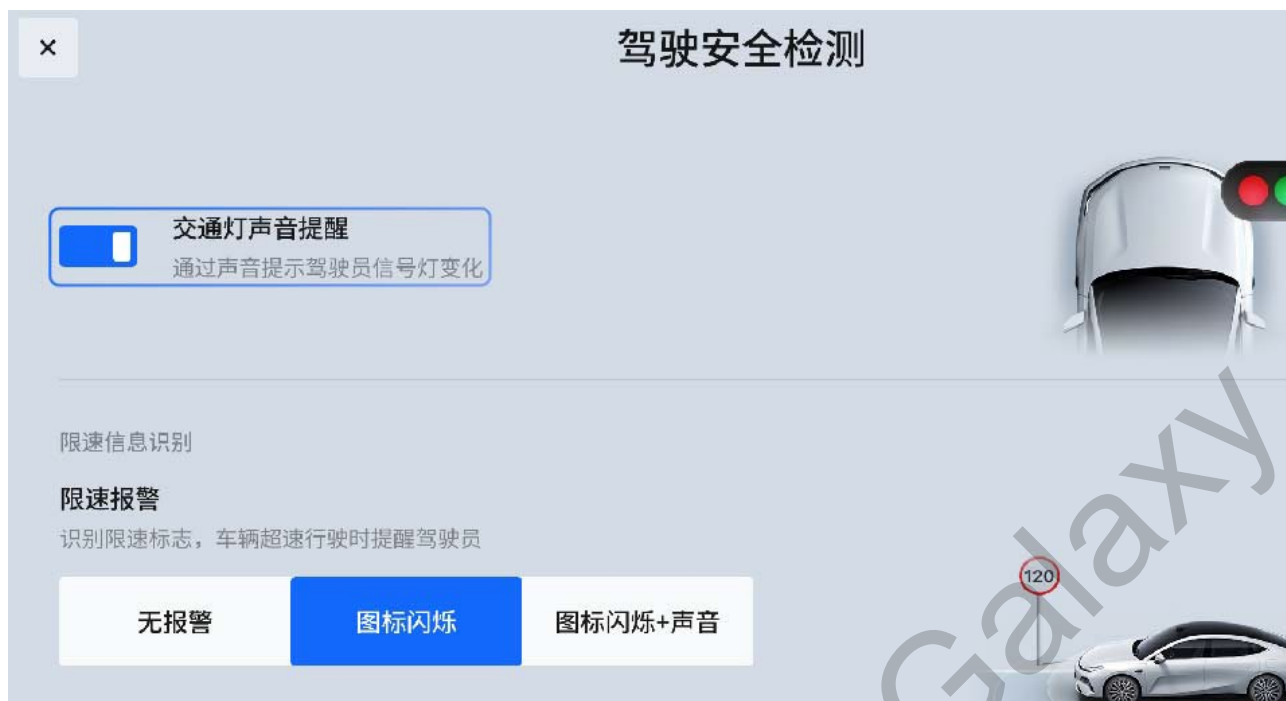 ×
驾驶安全检测
交通灯声音提醒
通过声音提示驾驶员信号灯变化
限速信息识别
限速报警
识别限速标志，车辆超速行驶时提醒驾驶员
120
无报警
图标闪烁
图标闪烁+声音
Galaxy